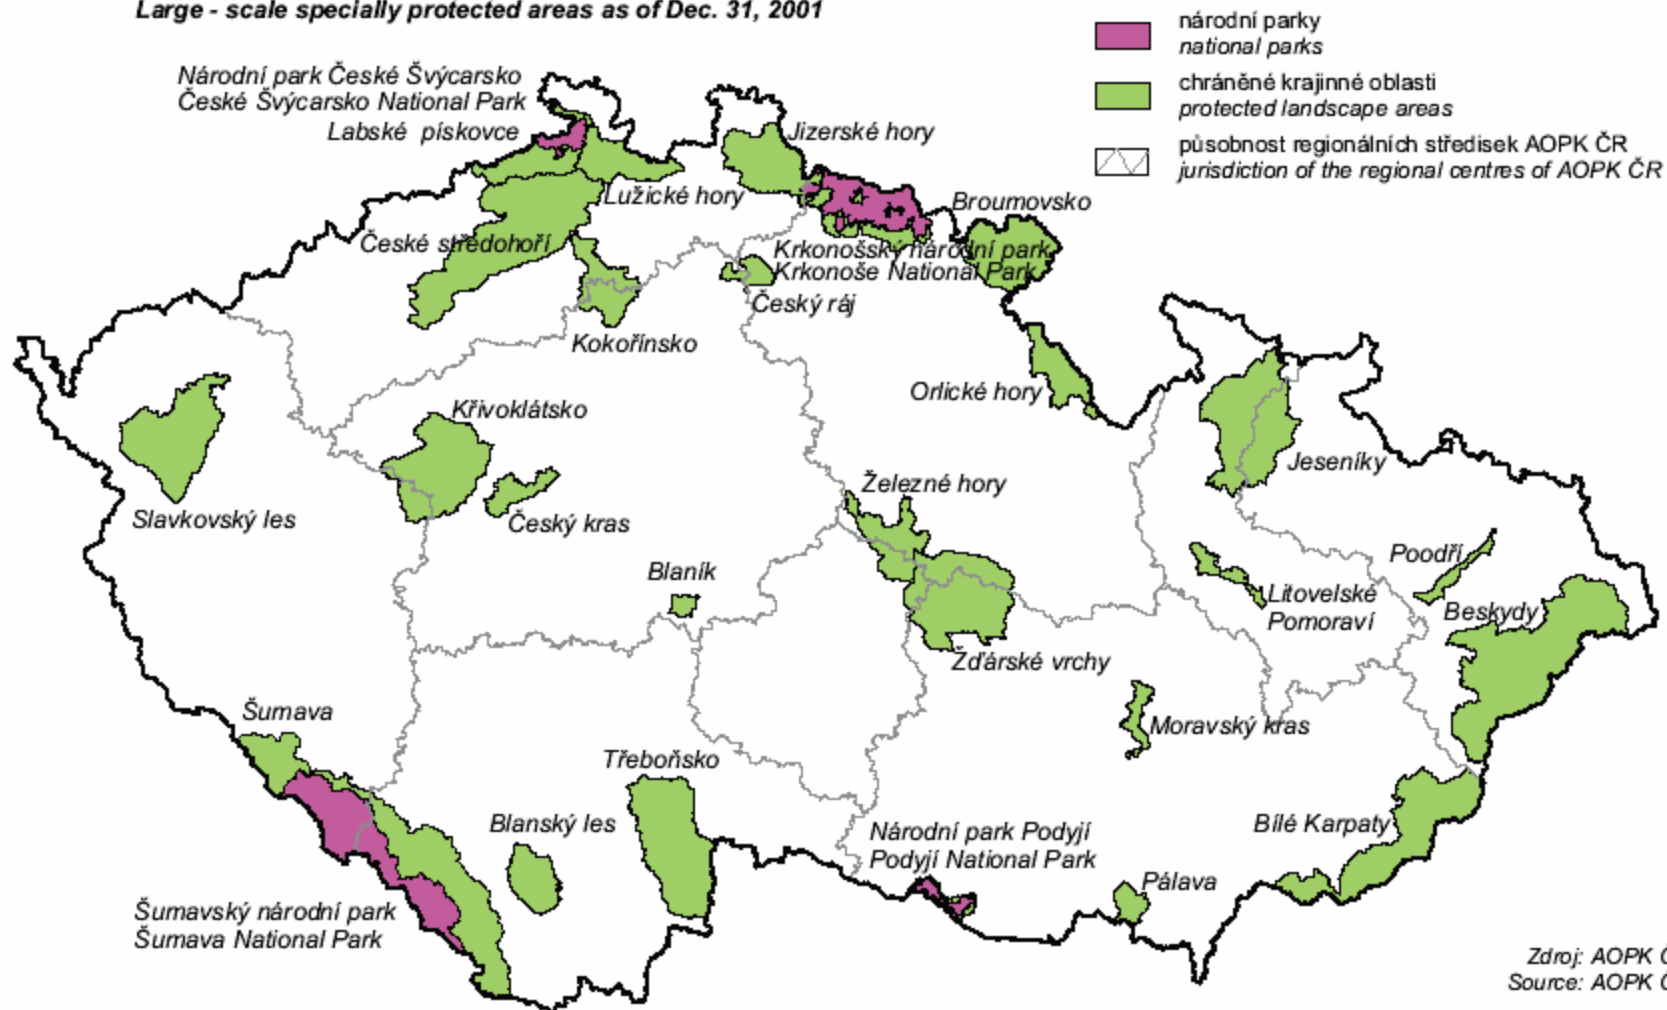 Large - scale specially protected areas as of Dec. 31, 2001
národní parky
national parks
chráněné krajinné oblasti
protected landscape areas
působnost regionálních středisek AOPK ČR
jurisdiction of the regional centres of AOPK ČR
Národní park České Švýcarsko
České Švýcarsko National Park
Labské pískovce
Jizerské hory
Lužické hory
Broumovsko
České středohoří
Krkonošský národní park
Krkonoše National Park
Český ráj
Kokořínsko
Orlické hory
Křivoklátsko
Jeseníky
Železné hory
Slavkovský les
Český kras
Poodří
Blaník
Litovelské
Pomoraví
Beskydy
Žďárské vrchy
Šumava
Moravský kras
Třeboňsko
Blanský les
Národní park Podyjí
Podyjí National Park
Bílé Karpaty
Pálava
Šumavský národní park
Šumava National Park
Zdroj: AOPK
Source: AOPK